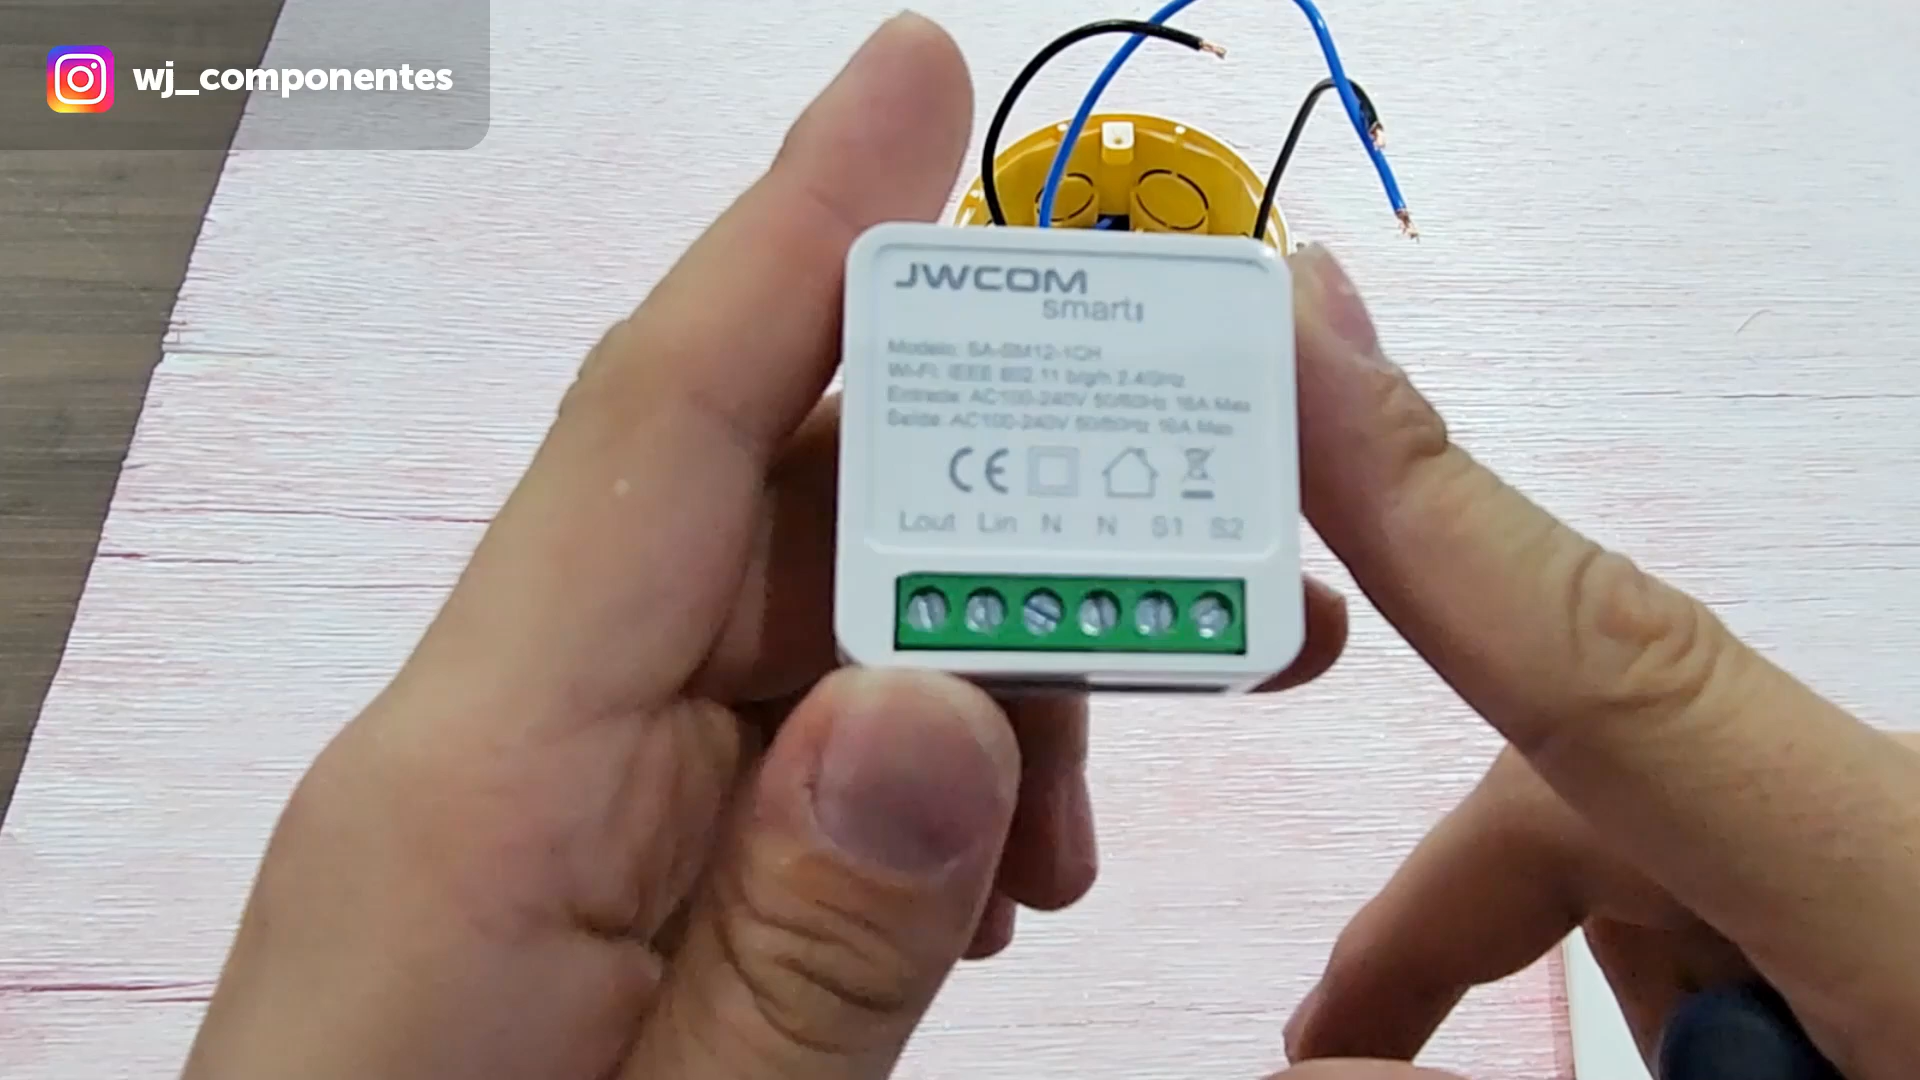 wj_componentes
JWCOM
smart
Modelo: SA-SM12-1CH
Wi-Fi: IEEE 802.11 b/g/n 2.4GHz
Entrada: AC100-240V 50/60Hz 16A Max
Saída: AC100-240V 50/60Hz 16A Max
CE
Lout Lin N N S1 S2